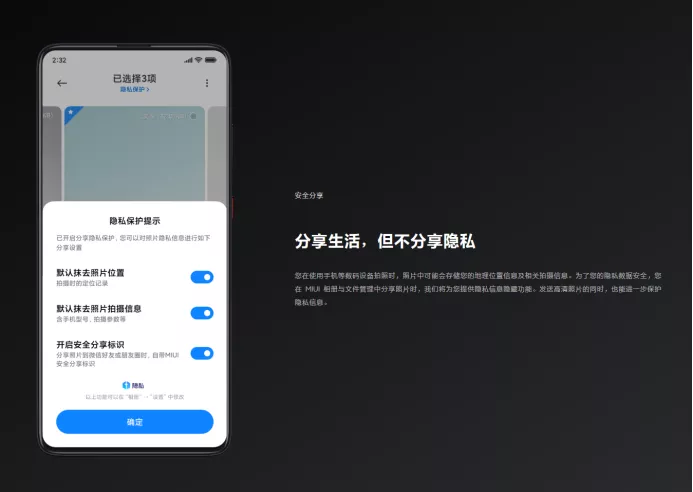 2:32
已选择3项
隐私保护 >
隐私保护提示
已开启分享隐私保护，您可以对照片隐私信息进行如下
分享设置
默认抹去照片位置
拍摄时的定位记录
默认抹去照片拍摄信息
含手机型号，拍摄参数等
开启安全分享标识
分享照片到微信好友或朋友圈时，自带MIUI
安全分享标识
隐私
以上功能可以在“相册”-“设置”中修改
确定
安全分享
分享生活，但不分享隐私
您在使用手机等数码设备拍照时，照片中可能会存储您的地理位置信息及相关拍摄信息。为了您的隐私数据安全，您
在 MIUI 相册与文件管理中分享照片时，我们将为您提供隐私信息隐藏功能。发送高清照片的同时，也能进一步保护
隐私信息。